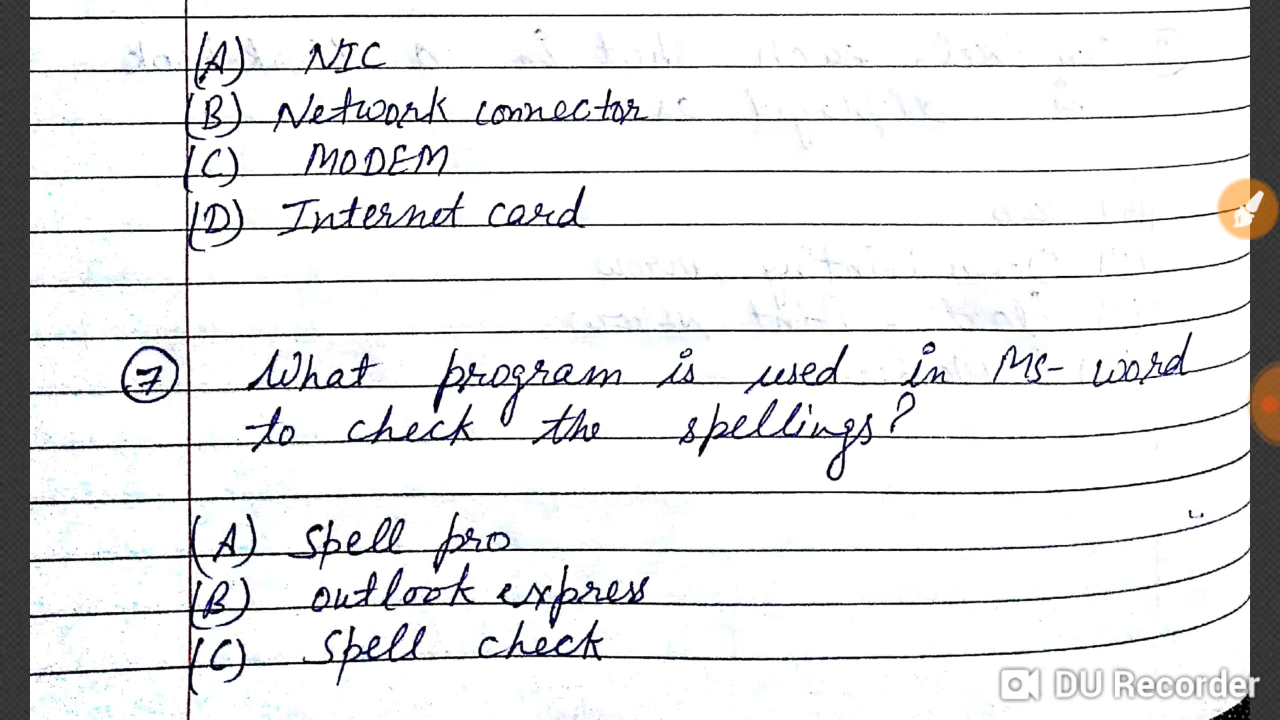 (A) NIC
(B) Network connector
(C) MODEM
(D) Internet card
7 What program is used in Ms-word
to check the spellings?
(A) Spell pro
(B) outlook express
(C) Spell check
DU Recorder